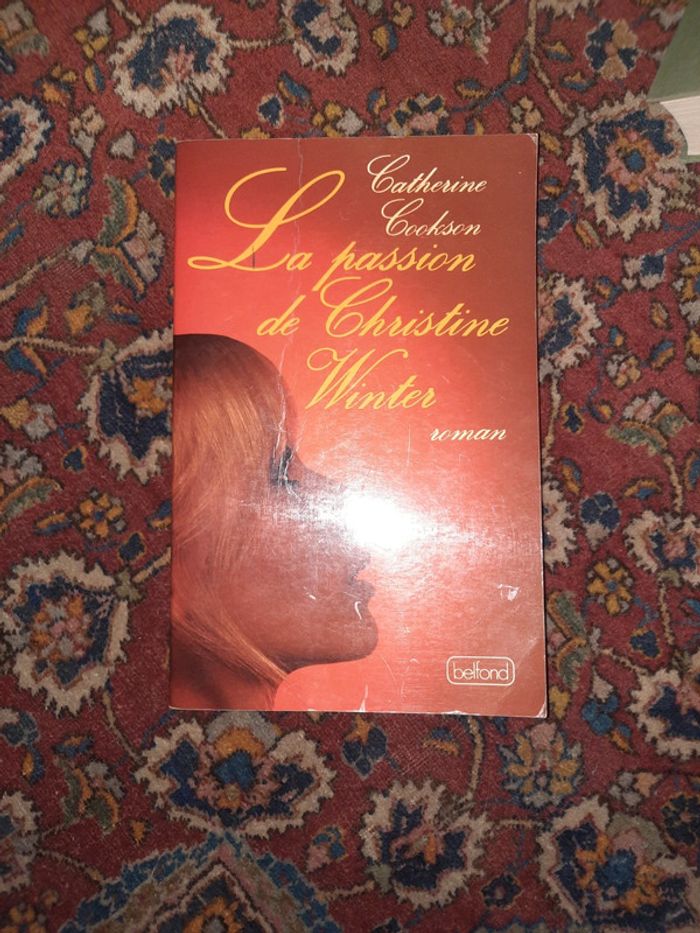 Catherine
Cookson
La passion
de Christine
Winter
roman
belfond